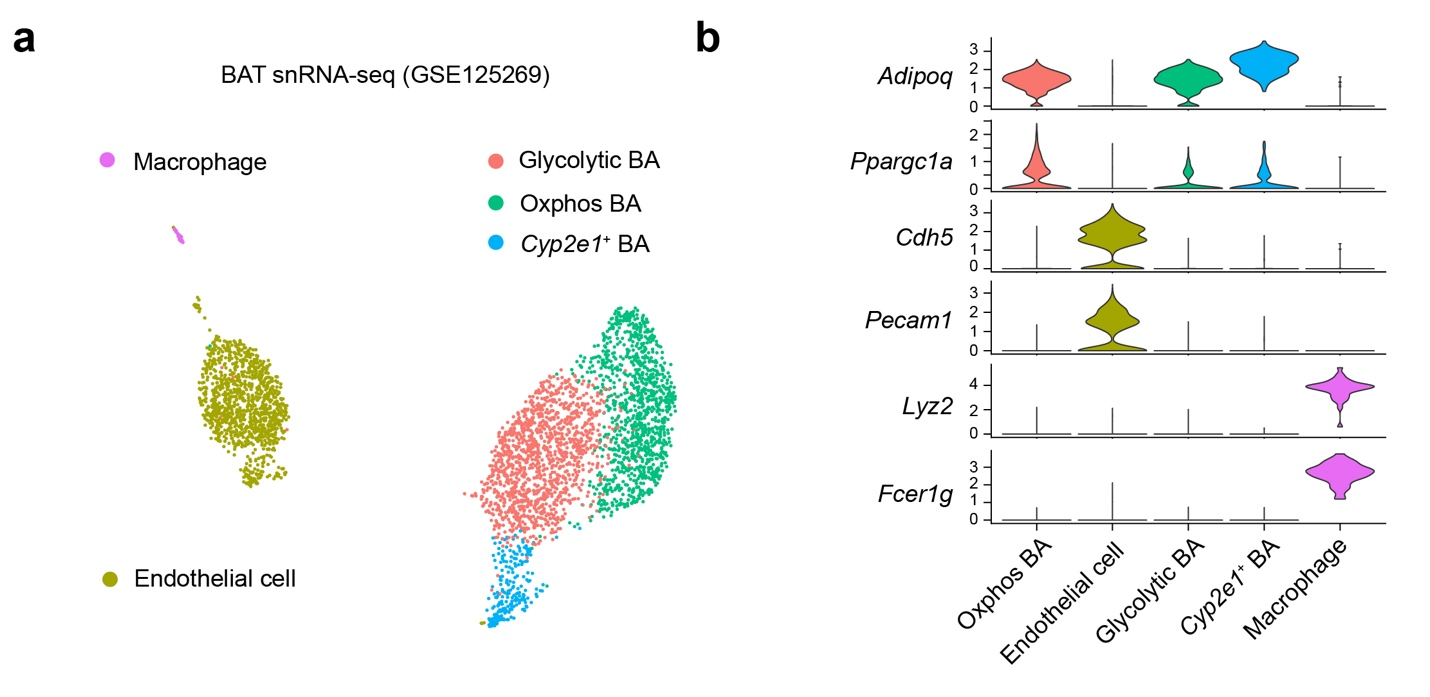 a
BAT snRNA-seq (GSE125269)
Macrophage
Glycolytic BA
Oxphos BA
Cyp2e1⁺ BA
Endothelial cell
b
Adipoq
3
2
1
0
Ppargc1a
2
1
0
Cdh5
3
2
1
0
Pecam1
3
2
1
0
Lyz2
4
2
0
Fcer1g
3
2
1
0
Oxphos BA
Endothelial cell
Glycolytic BA
Cyp2e1⁺ BA
Macrophage